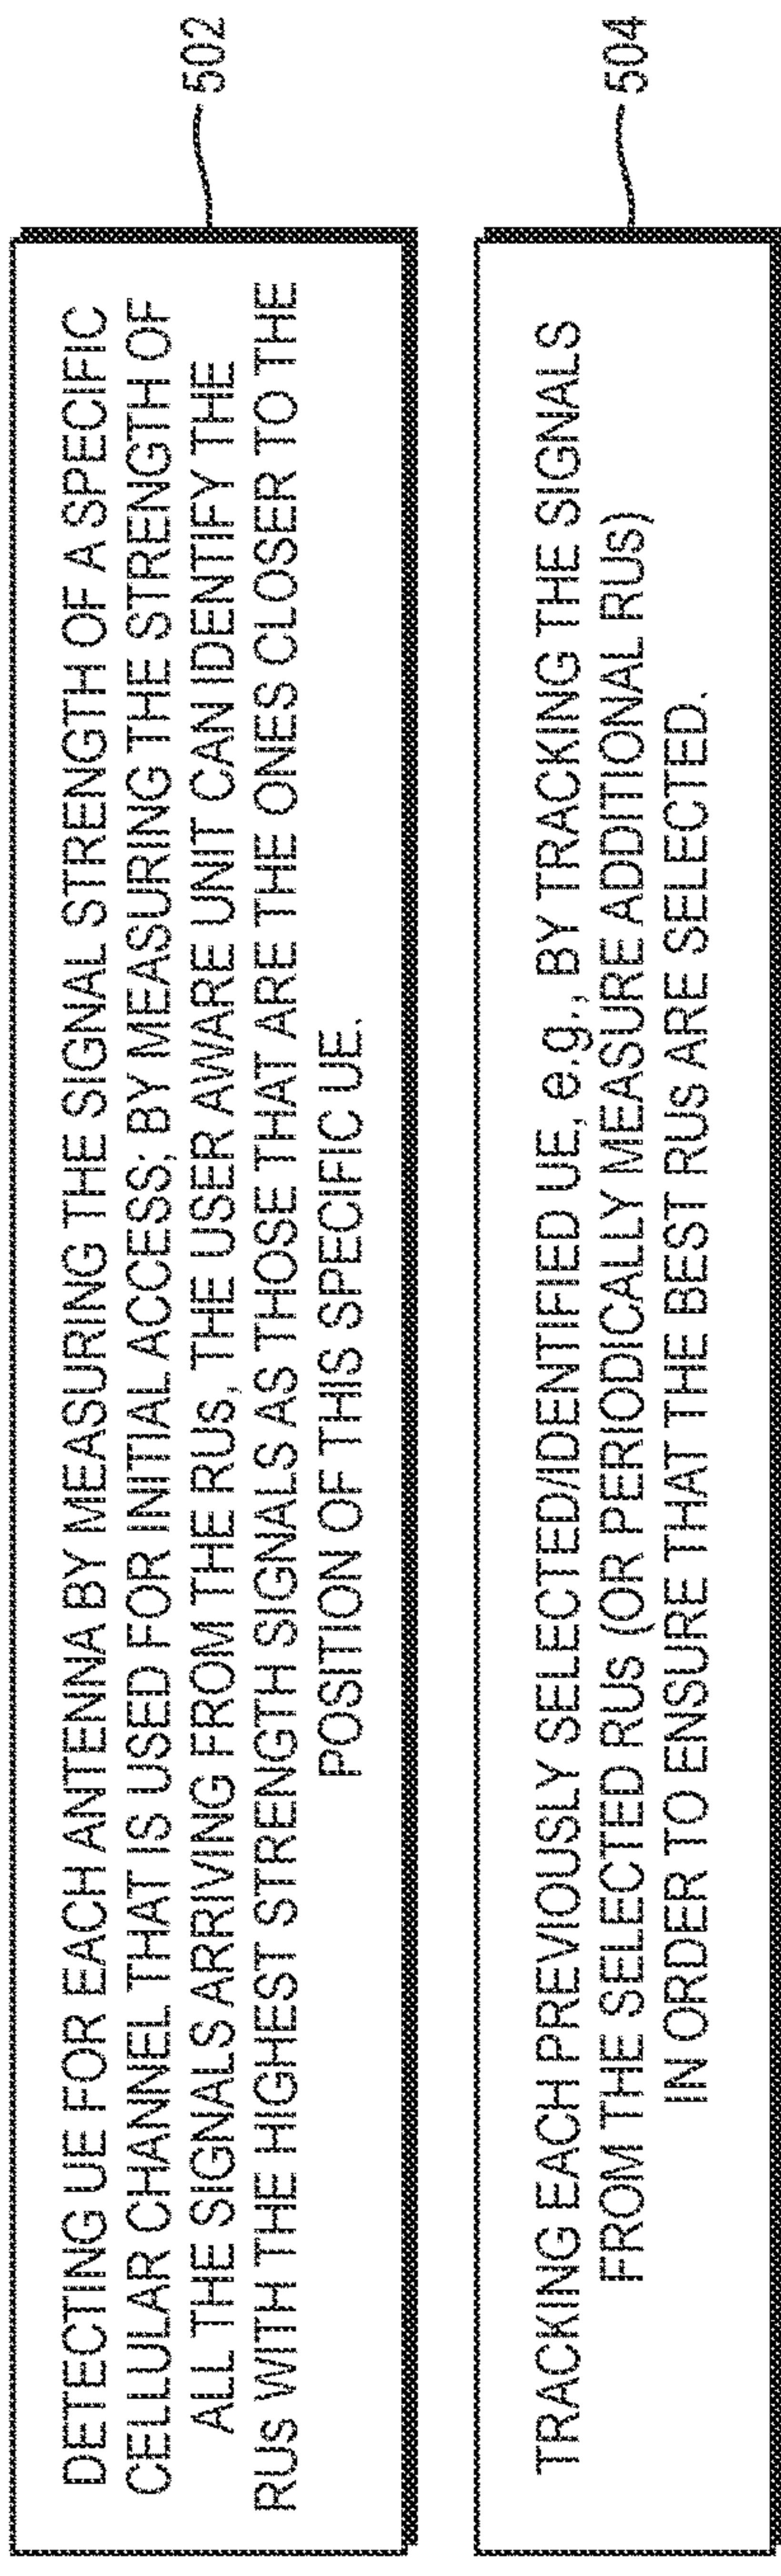 DETECTING UE FOR EACH ANTENNA BY MEASURING THE SIGNAL STRENGTH OF A SPECIFIC
CELLULAR CHANNEL THAT IS USED FOR INITIAL ACCESS; BY MEASURING THE STRENGTH OF
ALL THE SIGNALS ARRIVING FROM THE RUs, THE USER AWARE UNIT CAN IDENTIFY THE
RUs WITH THE HIGHEST STRENGTH SIGNALS AS THOSE THAT ARE THE ONES CLOSER TO THE
POSITION OF THIS SPECIFIC UE.
502
TRACKING EACH PREVIOUSLY SELECTED/IDENTIFIED UE, e.g., BY TRACKING THE SIGNALS
FROM THE SELECTED RUs (OR PERIODICALLY MEASURE ADDITIONAL RUs)
IN ORDER TO ENSURE THAT THE BEST RUs ARE SELECTED.
504